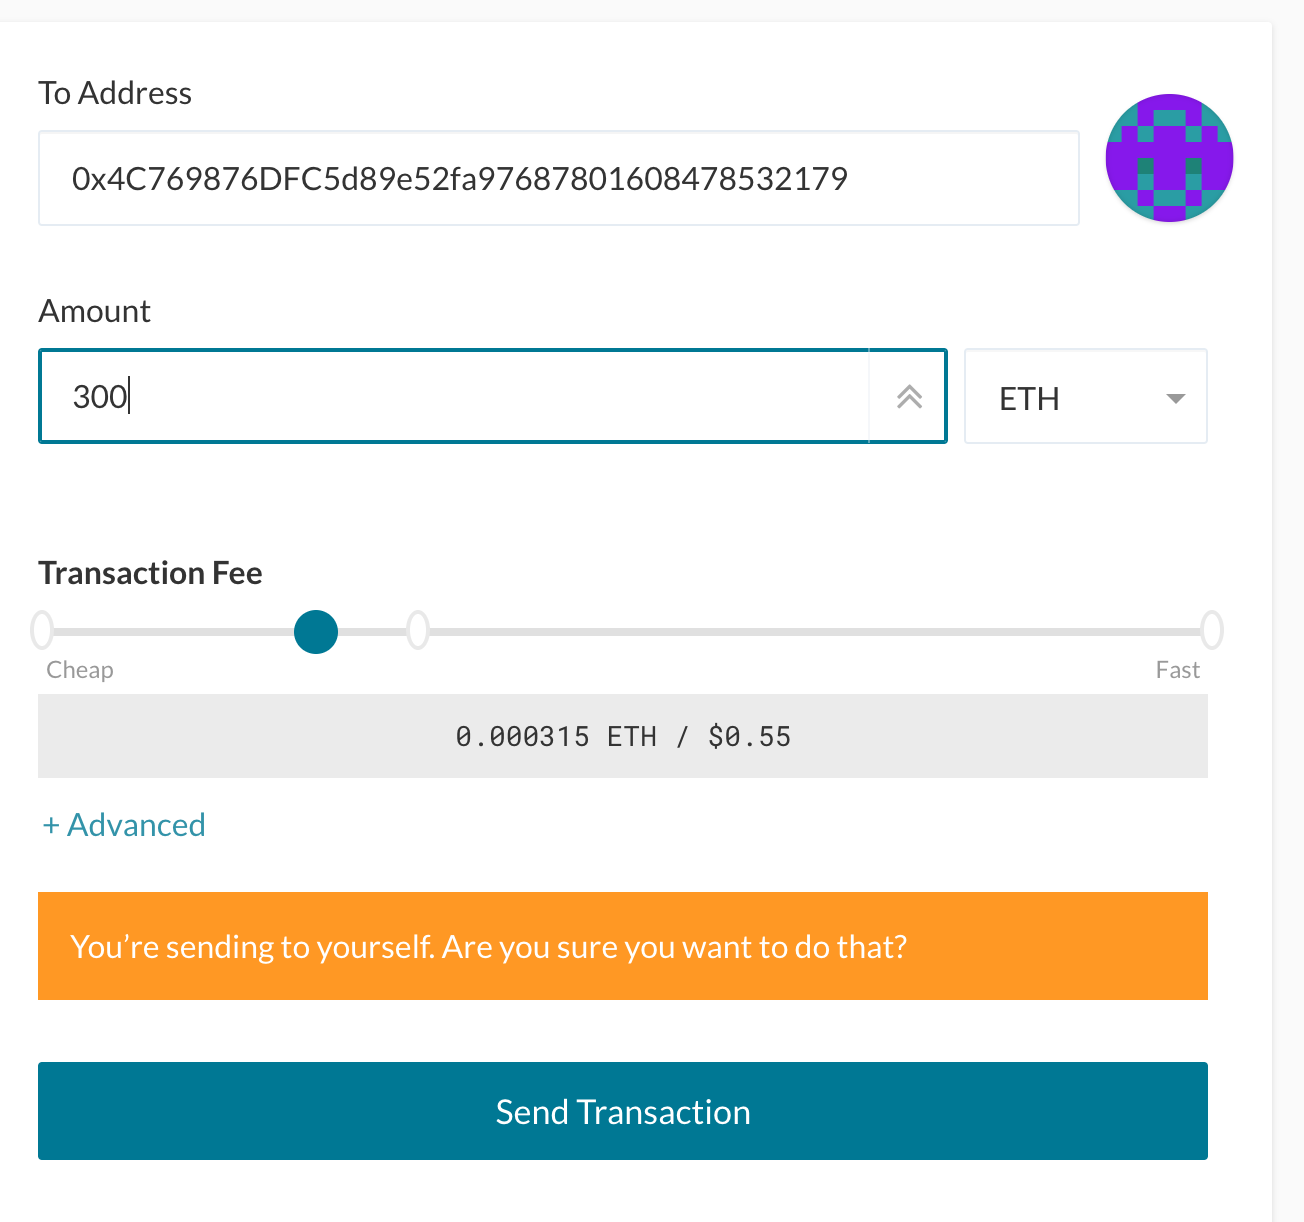 To Address
0x4C769876DFC5d89e52fa97687801608478532179
Amount
300
ETH
Transaction Fee
Cheap
Fast
0.000315 ETH / $0.55
+ Advanced
You’re sending to yourself. Are you sure you want to do that?
Send Transaction